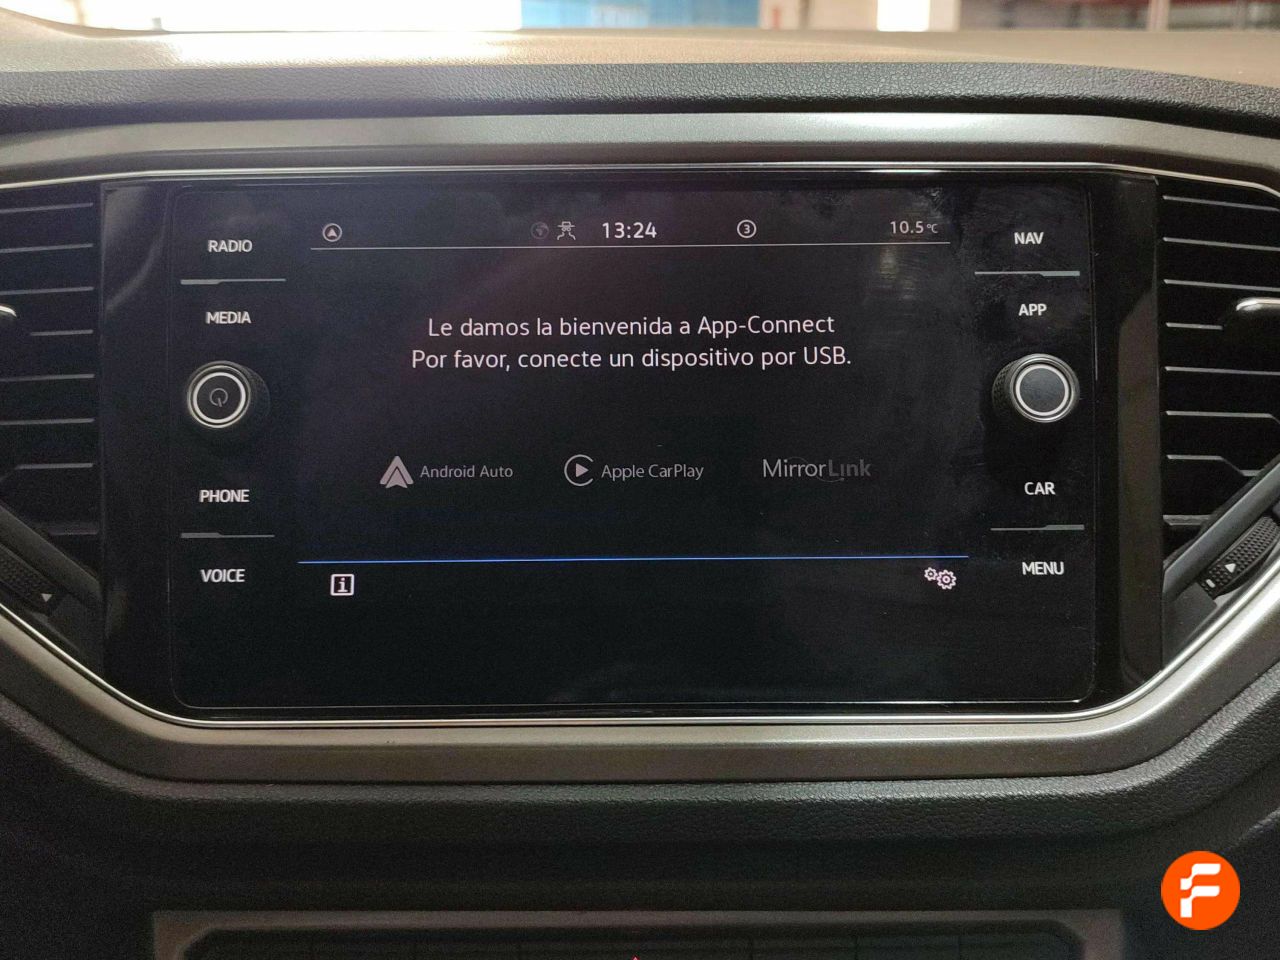 RADIO
MEDIA
PHONE
VOICE
13:24
3
10.5°C
Le damos la bienvenida a App-Connect
Por favor, conecte un dispositivo por USB.
Android Auto
Apple CarPlay
MirrorLink
i
NAV
APP
CAR
MENU
F